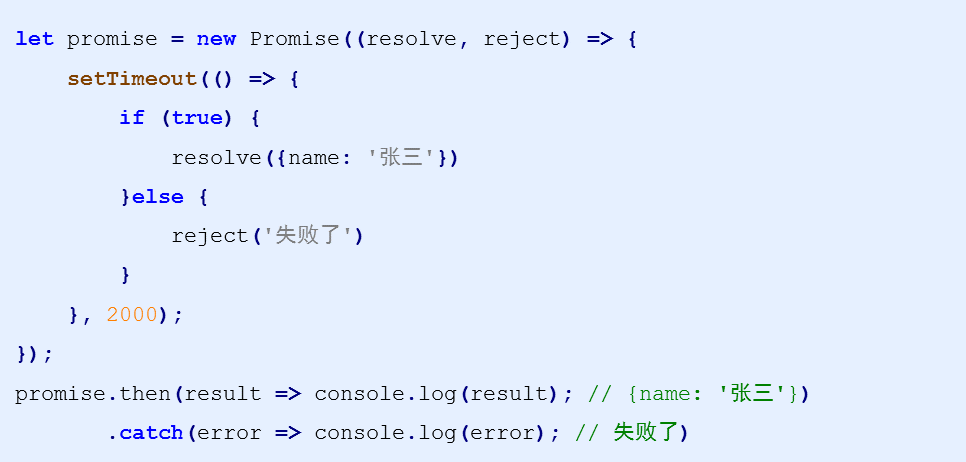 let promise = new Promise((resolve, reject) => {
    setTimeout(() => {
        if (true) {
            resolve({name: '张三'})
        }else {
            reject('失败了')
        }
    }, 2000);
});
promise.then(result => console.log(result); // {name: '张三'})
       .catch(error => console.log(error); // 失败了)